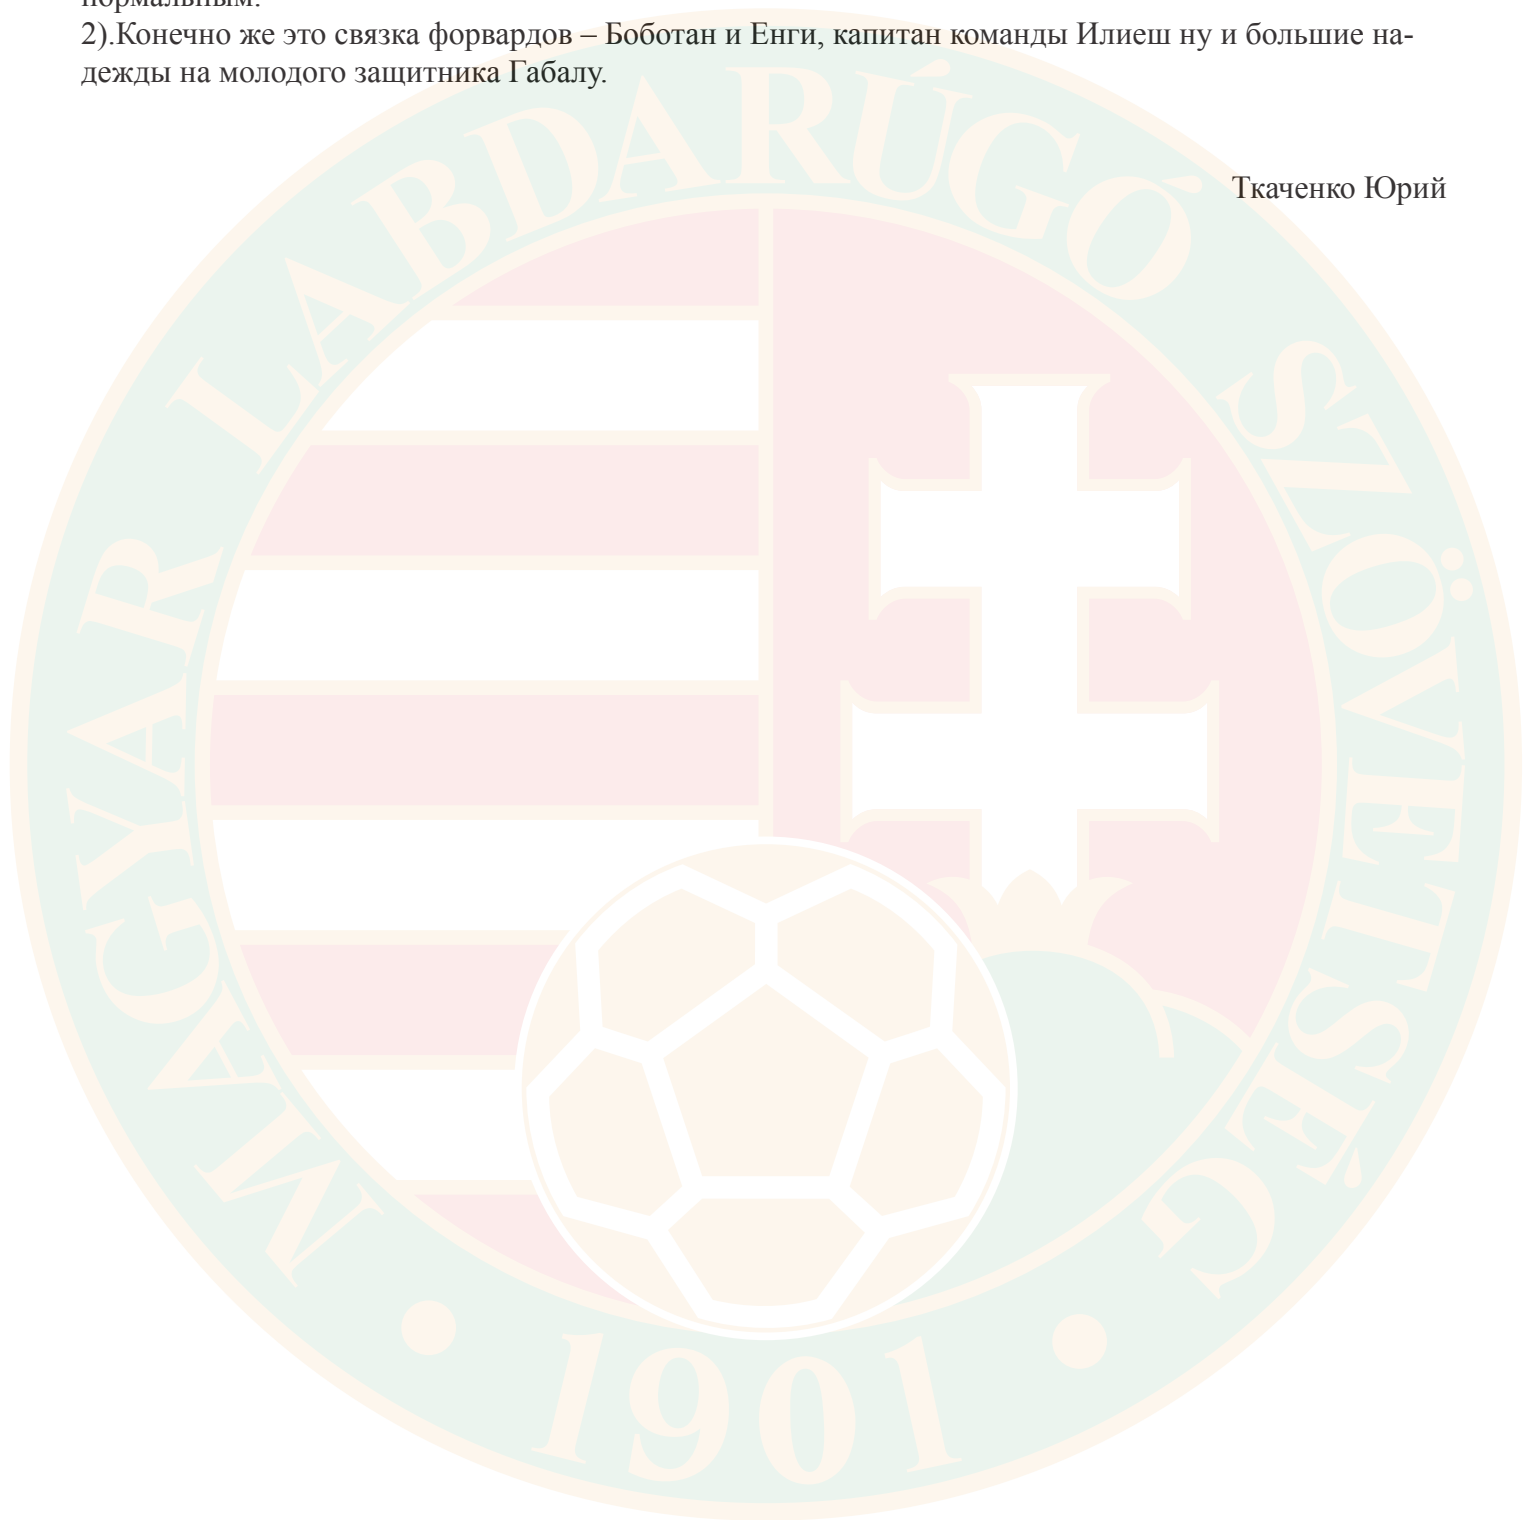 нормальным.
2).Конечно же это связка форвардов – Боботан и Енги, капитан команды Илиеш ну и большие на-
дежды на молодого защитника Габалу.
Ткаченко Юрий
MAGYAR LABDARÚGÓ SZÖVETSÉG
1901